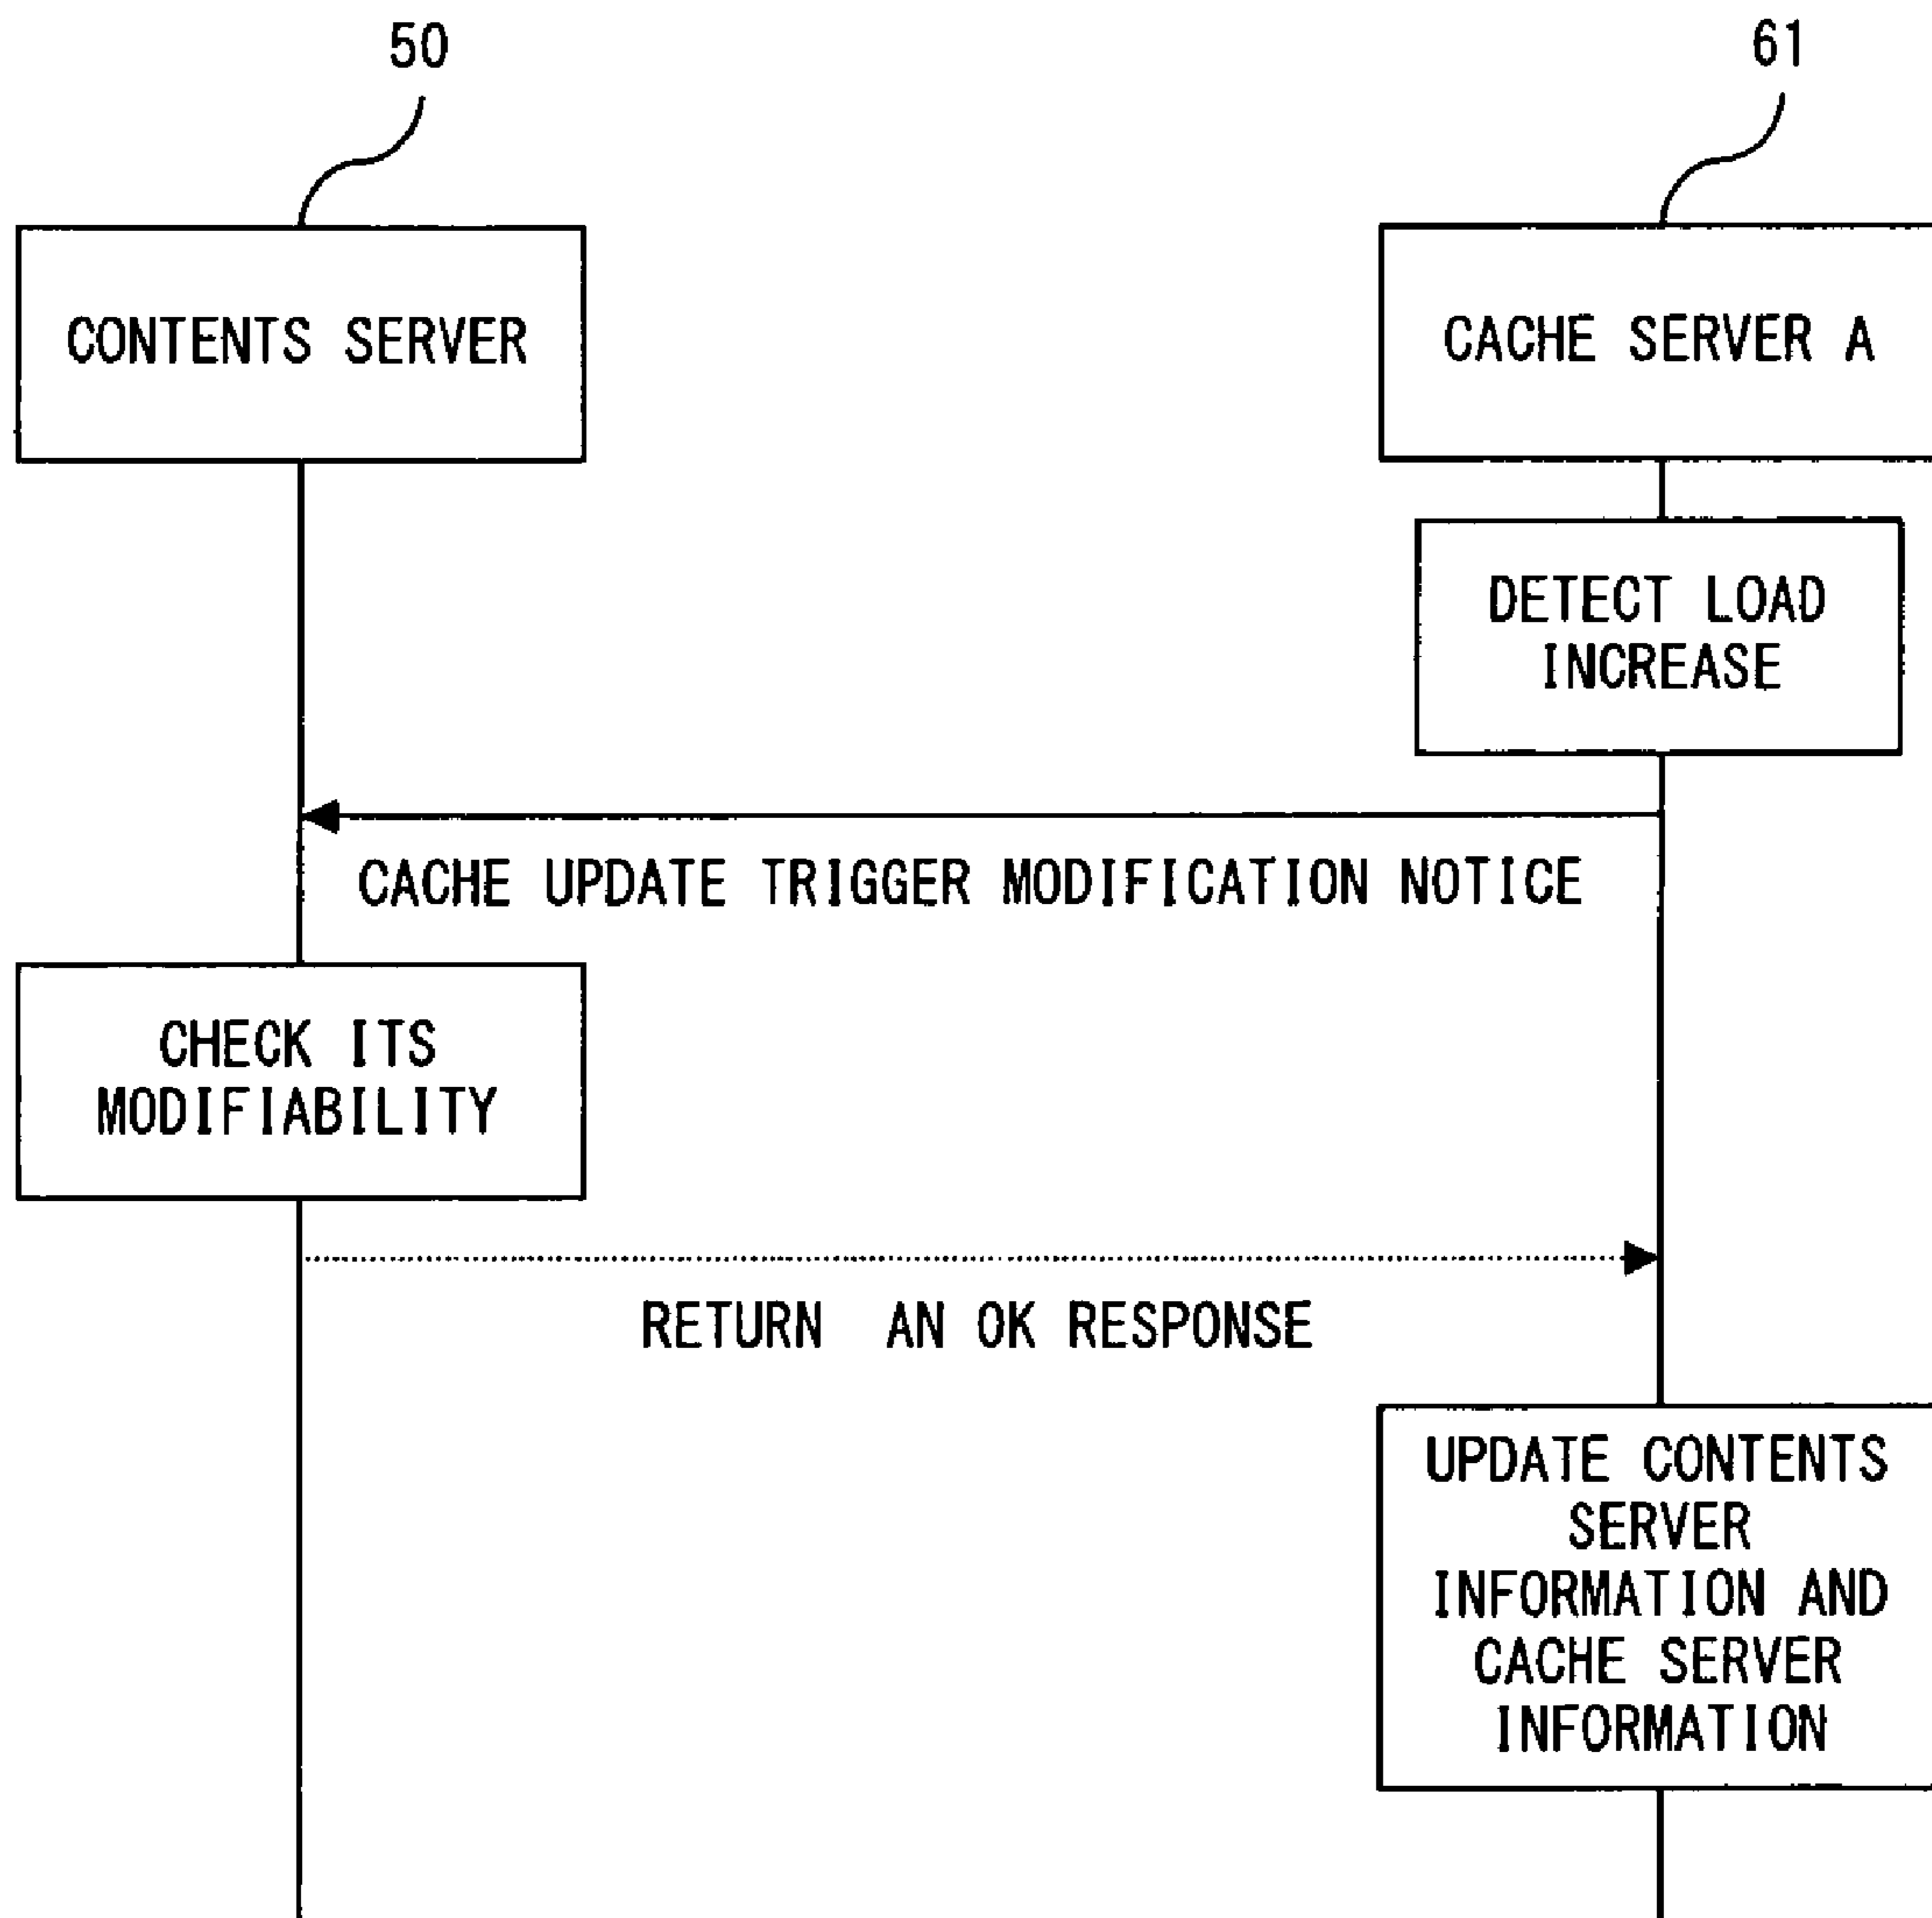 50
61
CONTENTS SERVER
CACHE SERVER A
DETECT LOAD
INCREASE
CACHE UPDATE TRIGGER MODIFICATION NOTICE
CHECK ITS
MODIFIABILITY
RETURN AN OK RESPONSE
UPDATE CONTENTS
SERVER
INFORMATION AND
CACHE SERVER
INFORMATION